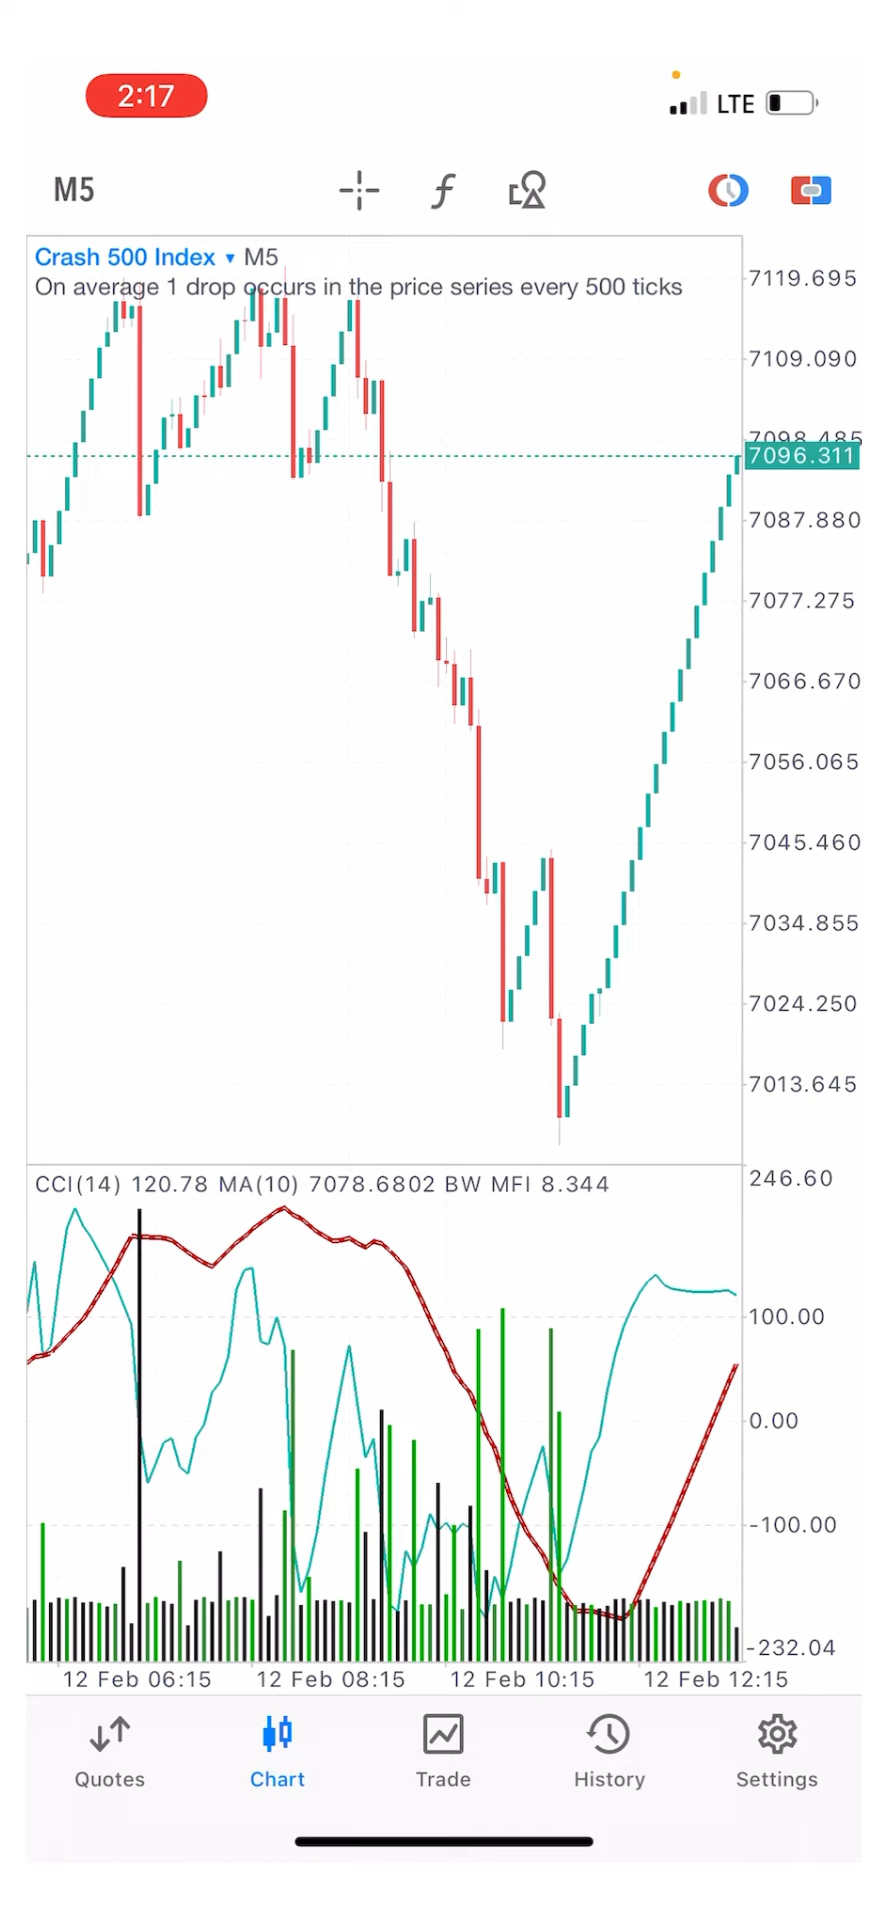 2:17
LTE
M5
Crash 500 Index ▾ M5
On average 1 drop occurs in the price series every 500 ticks
7119.695
7109.090
7098.485
7096.311
7087.880
7077.275
7066.670
7056.065
7045.460
7034.855
7024.250
7013.645
CCI(14) 120.78 MA(10) 7078.6802 BW MFI 8.344
246.60
100.00
0.00
-100.00
-232.04
12 Feb 06:15
12 Feb 08:15
12 Feb 10:15
12 Feb 12:15
Quotes
Chart
Trade
History
Settings